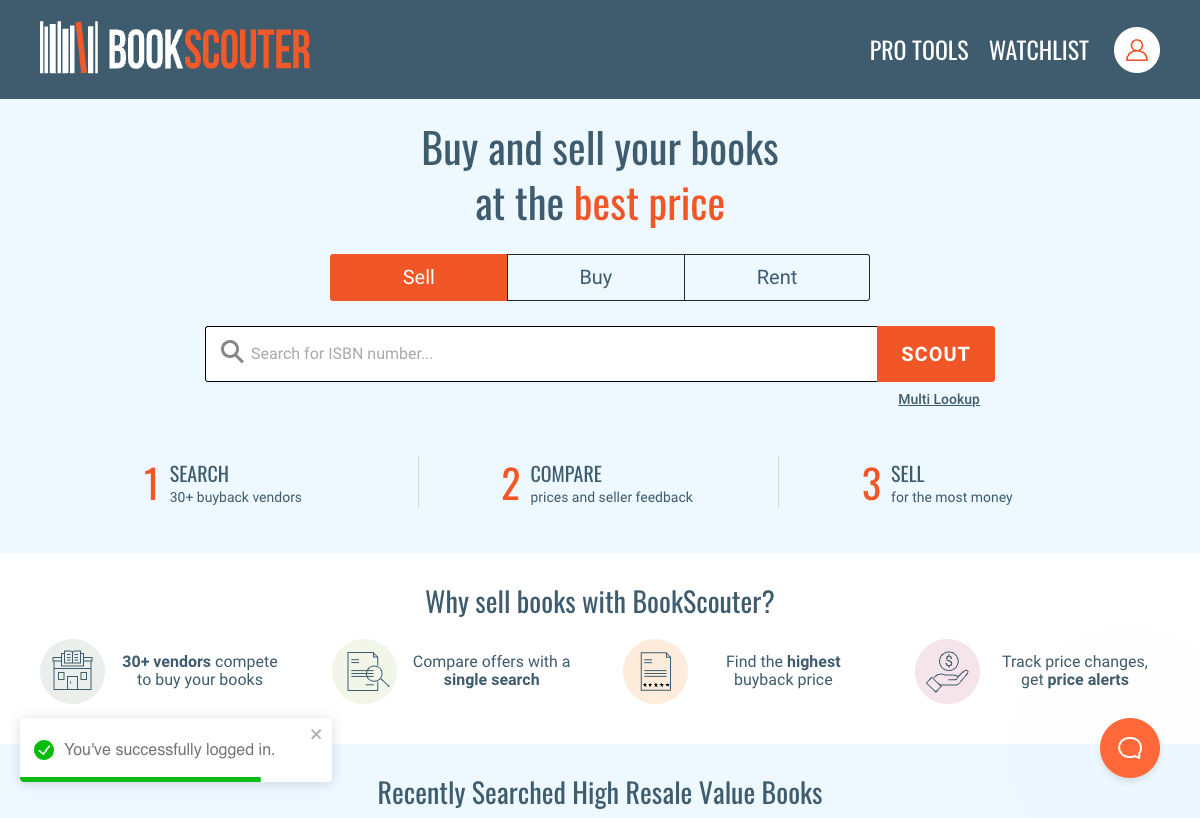 BOOKSCOUTER
PRO TOOLS
WATCHLIST
Buy and sell your books
at the best price
Sell
Buy
Rent
Search for ISBN number...
SCOUT
Multi Lookup
1
SEARCH
30+ buyback vendors
2
COMPARE
prices and seller feedback
3
SELL
for the most money
Why sell books with BookScouter?
30+ vendors compete
to buy your books
Compare offers with a
single search
Find the highest
buyback price
$
Track price changes,
get price alerts
You've successfully logged in.
Recently Searched High Resale Value Books